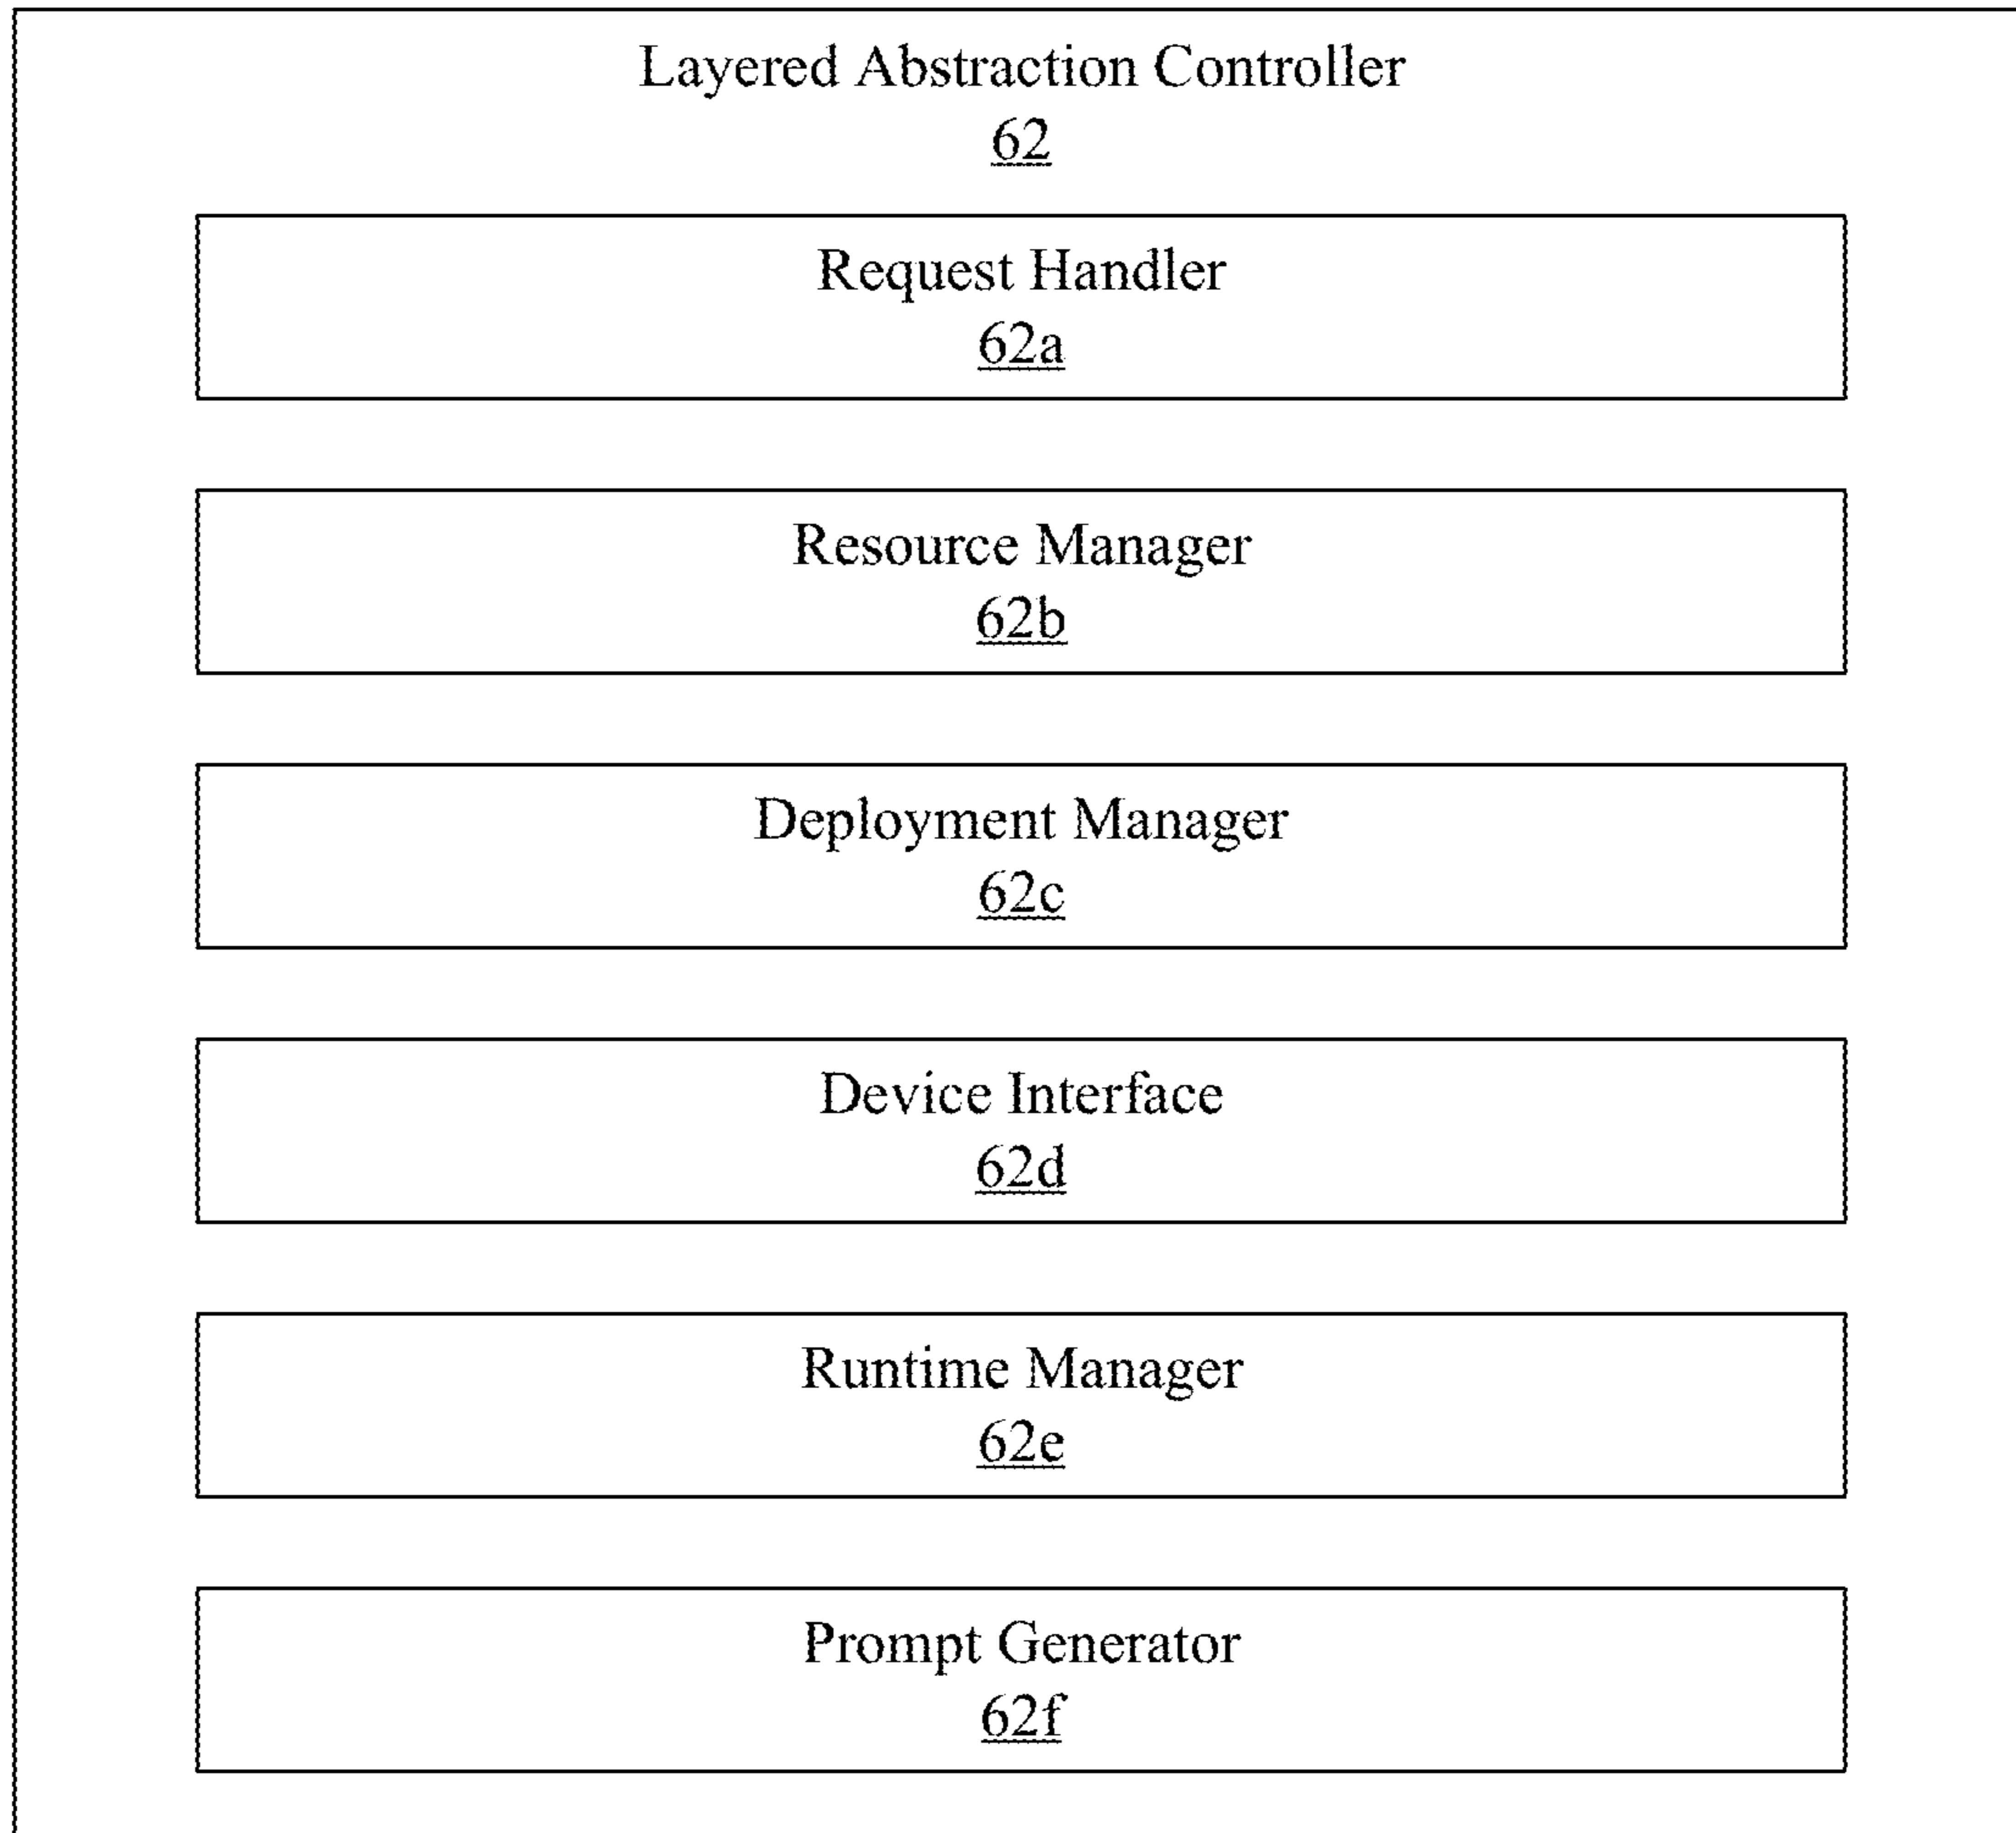 Layered Abstraction Controller
62
Request Handler
62a
Resource Manager
62b
Deployment Manager
62c
Device Interface
62d
Runtime Manager
62e
Prompt Generator
62f